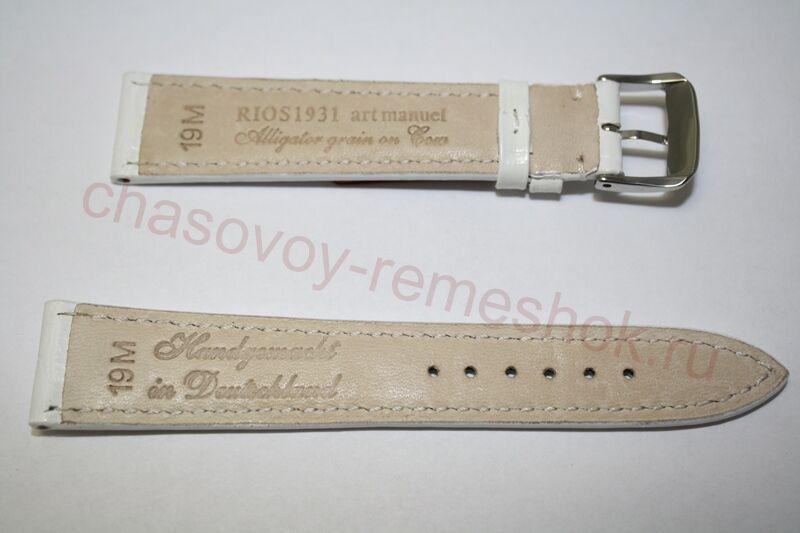 19M
RIOS1931 art manuel
Alligator grain on Cow
chasovoy-remeshok.ru
19M
Handgemacht
in Deutschland